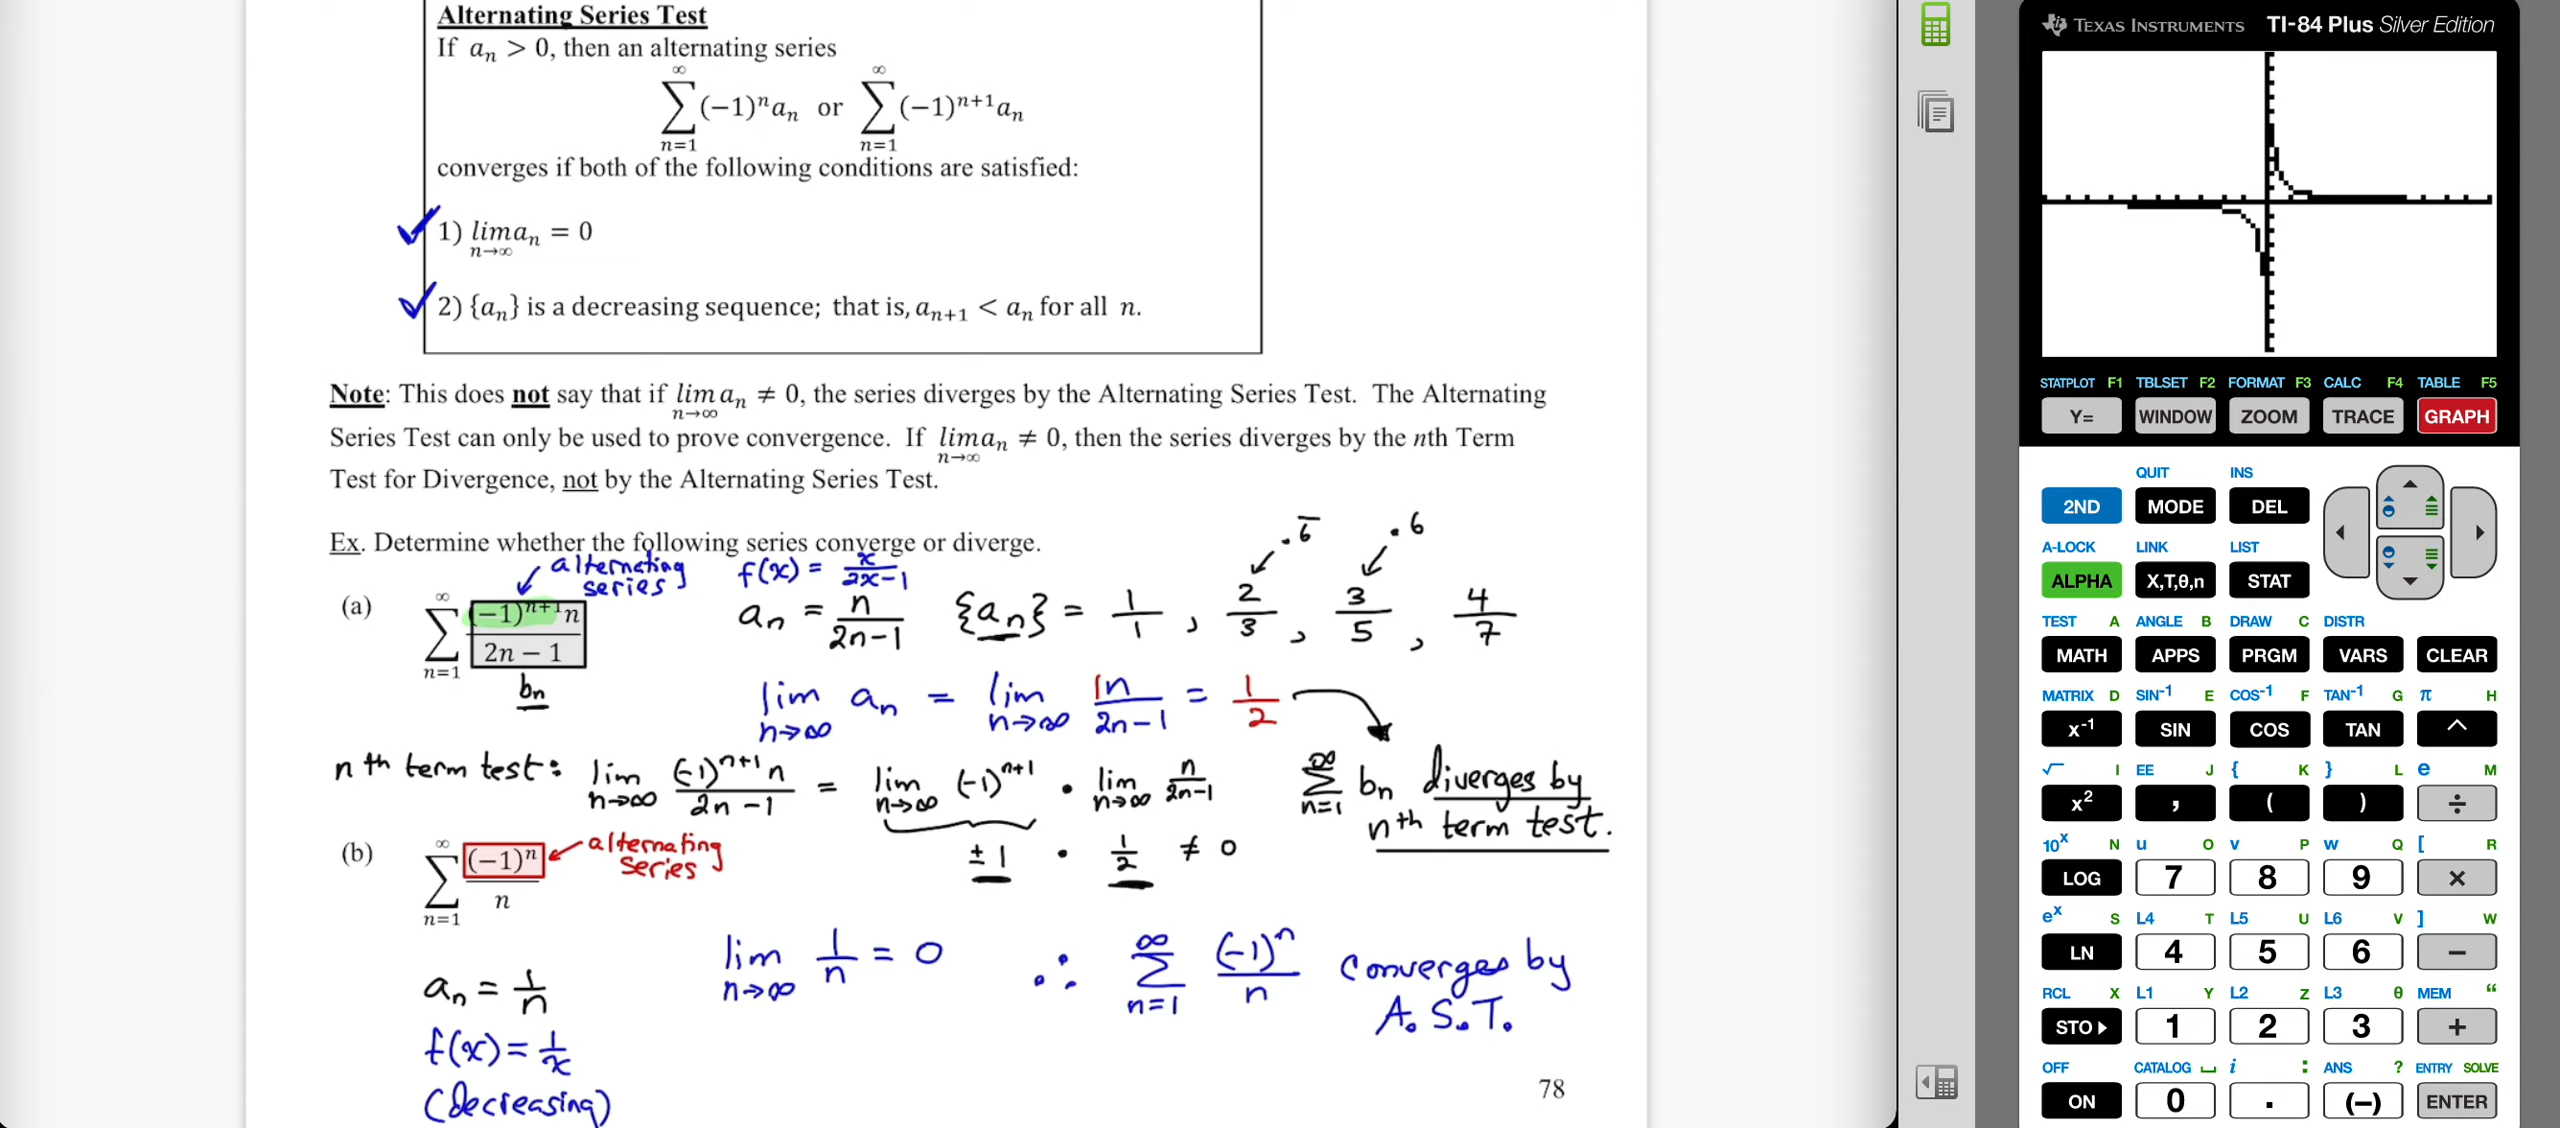 Alternating Series Test
If aₙ > 0, then an alternating series
∞ ∞
∑(−1)ⁿaₙ or ∑(−1)ⁿ⁺¹aₙ
n=1 n=1
converges if both of the following conditions are satisfied:
1) lim aₙ = 0
n→∞
2) {aₙ} is a decreasing sequence; that is, aₙ₊₁ < aₙ for all n.
Note: This does not say that if lim aₙ ≠ 0, the series diverges by the Alternating Series Test. The Alternating
n→∞
Series Test can only be used to prove convergence. If lim aₙ ≠ 0, then the series diverges by the nth Term
n→∞
Test for Divergence, not by the Alternating Series Test.
Ex. Determine whether the following series converge or diverge.
.6̅ .6
alternating series
f(x) = x/2x−1
(a) ∞ ∑ n=1 (−1)ⁿ⁺¹n / 2n − 1
bₙ
aₙ = n/2n−1 {aₙ} = 1/1 , 2/3 , 3/5 , 4/7
lim n→∞ aₙ = lim n→∞ 1n/2n−1 = 1/2
nth term test: lim n→∞ (−1)ⁿ⁺¹n/2n−1 = lim n→∞ (−1)ⁿ⁺¹ • lim n→∞ n/2n−1
∞ ∑ n=1 bₙ diverges by
nth term test.
± 1 • 1/2 ≠ 0
(b) ∞ ∑ n=1 (−1)ⁿ / n
alternating
series
aₙ = 1/n
lim n→∞ 1/n = 0 ∴ ∞ ∑ n=1 (−1)ⁿ/n converges by
A.S.T.
f(x) = 1/x
(decreasing)
78
TEXAS INSTRUMENTS TI-84 Plus Silver Edition
STATPLOT F1 TBLSET F2 FORMAT F3 CALC F4 TABLE F5
Y= WINDOW ZOOM TRACE GRAPH
QUIT INS
2ND MODE DEL
A-LOCK LINK LIST
ALPHA X,T,θ,n STAT
TEST A ANGLE B DRAW C DISTR
MATH APPS PRGM VARS CLEAR
MATRIX D SIN⁻¹ E COS⁻¹ F TAN⁻¹ G π H
x⁻¹ SIN COS TAN ^
√ I EE J { K } L e M
x² , ( ) ÷
10ˣ N u O v P w Q [ R
LOG 7 8 9 ×
eˣ S L4 T L5 U L6 V ] W
LN 4 5 6 −
RCL X L1 Y L2 Z L3 θ MEM “
STO▸ 1 2 3 +
OFF CATALOG ⎵ i : ANS ? ENTRY SOLVE
ON 0 . (−) ENTER